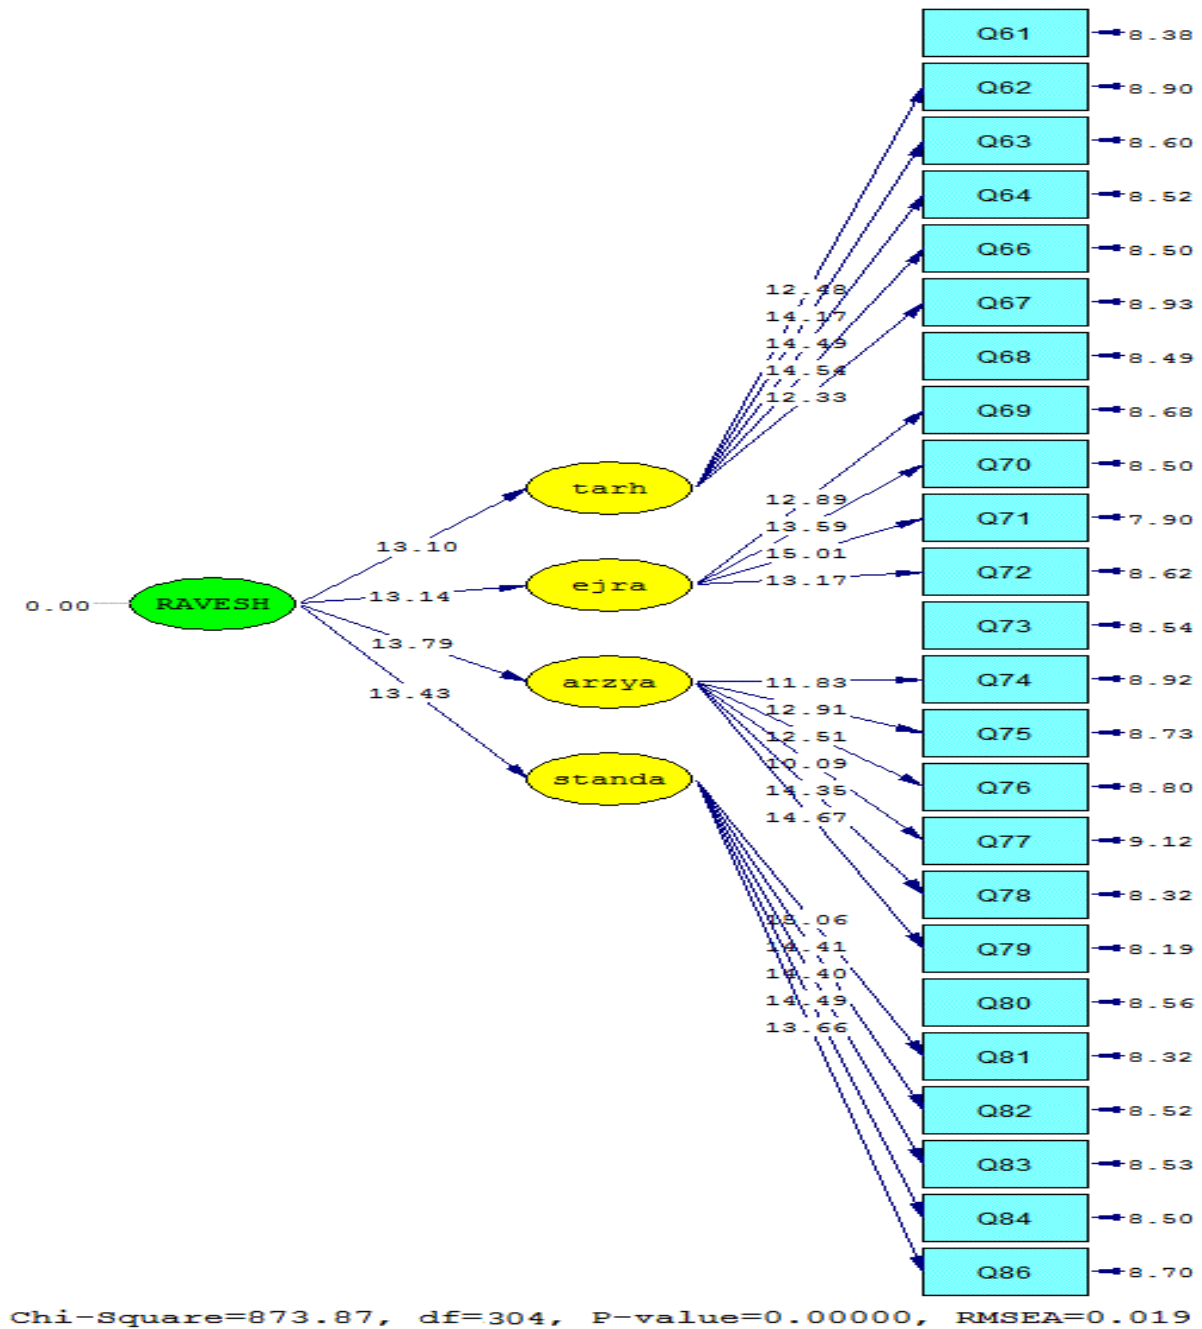 Q61 8.38
Q62 8.90
Q63 8.60
Q64 8.52
Q66 8.50
12.48
Q67 8.93
14.17
14.49
Q68 8.49
14.54
12.33
Q69 8.68
Q70 8.50
tarh
12.89
Q71 7.90
13.59
13.10
15.01
Q72 8.62
13.17
ejra
13.14
0.00 RAVESH
Q73 8.54
13.79
Q74 8.92
11.83
arzya
13.43
12.91
Q75 8.73
12.51
10.09
standa
Q76 8.80
14.35
14.67
Q77 9.12
Q78 8.32
15.06
14.41
Q79 8.19
14.40
14.49
Q80 8.56
13.66
Q81 8.32
Q82 8.52
Q83 8.53
Q84 8.50
Q86 8.70
Chi-Square=873.87, df=304, P-value=0.00000, RMSEA=0.019